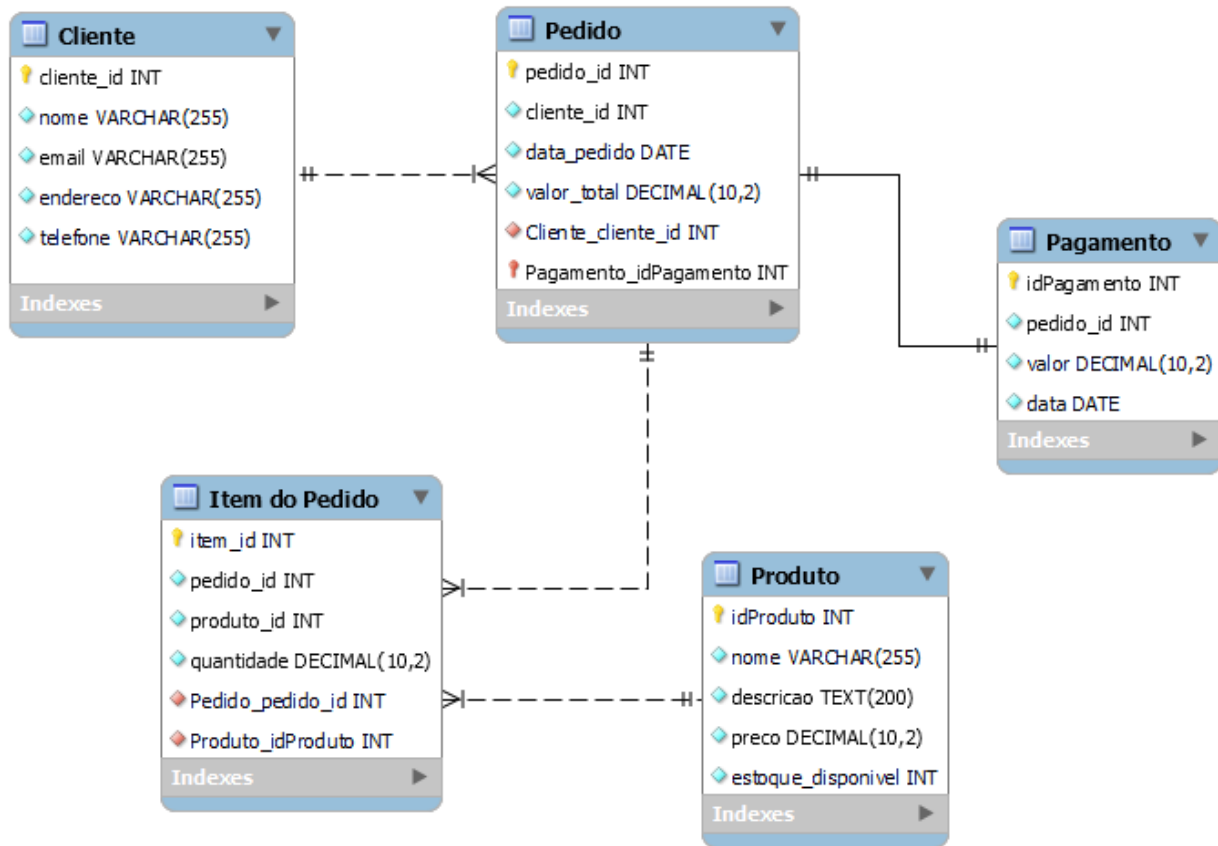 Cliente
cliente_id INT
nome VARCHAR(255)
email VARCHAR(255)
endereco VARCHAR(255)
telefone VARCHAR(255)
Indexes
Pedido
pedido_id INT
cliente_id INT
data_pedido DATE
valor_total DECIMAL(10,2)
Cliente_cliente_id INT
Pagamento_idPagamento INT
Indexes
Pagamento
idPagamento INT
pedido_id INT
valor DECIMAL(10,2)
data DATE
Indexes
Item do Pedido
item_id INT
pedido_id INT
produto_id INT
quantidade DECIMAL(10,2)
Pedido_pedido_id INT
Produto_idProduto INT
Indexes
Produto
idProduto INT
nome VARCHAR(255)
descricao TEXT(200)
preco DECIMAL(10,2)
estoque_disponivel INT
Indexes